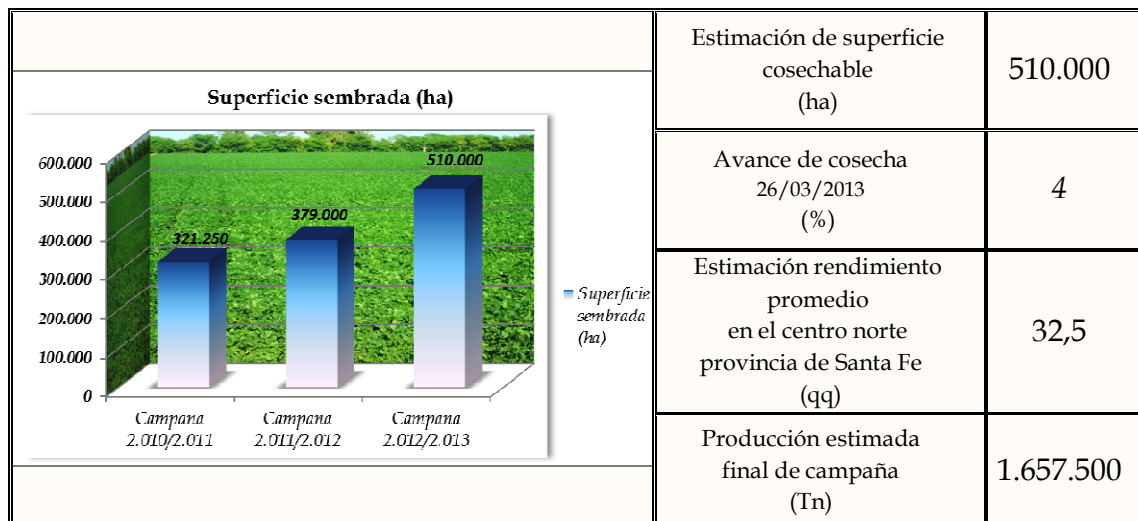 Superficie sembrada (ha)
600.000
500.000
400.000
300.000
200.000
100.000
0
321.250
379.000
510.000
Campana
2.010/2.011
Campana
2.011/2.012
Campana
2.012/2.013
Superficie
sembrada
(ha)
Estimación de superficie
cosechable
(ha)
510.000
Avance de cosecha
26/03/2013
(%)
4
Estimación rendimiento
promedio
en el centro norte
provincia de Santa Fe
(qq)
32,5
Producción estimada
final de campaña
(Tn)
1.657.500